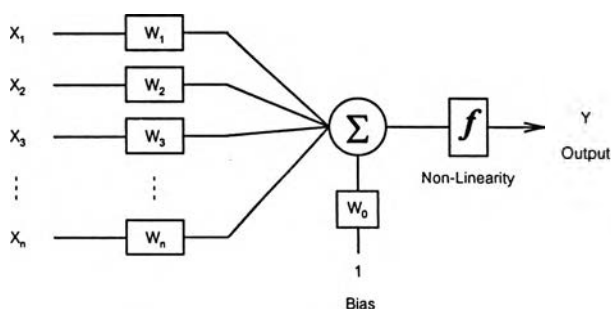 X₁ W₁
X₂ W₂
X₃ W₃
Σ f Y
Output
Non-Linearity
W₀
Xₙ Wₙ
1
Bias